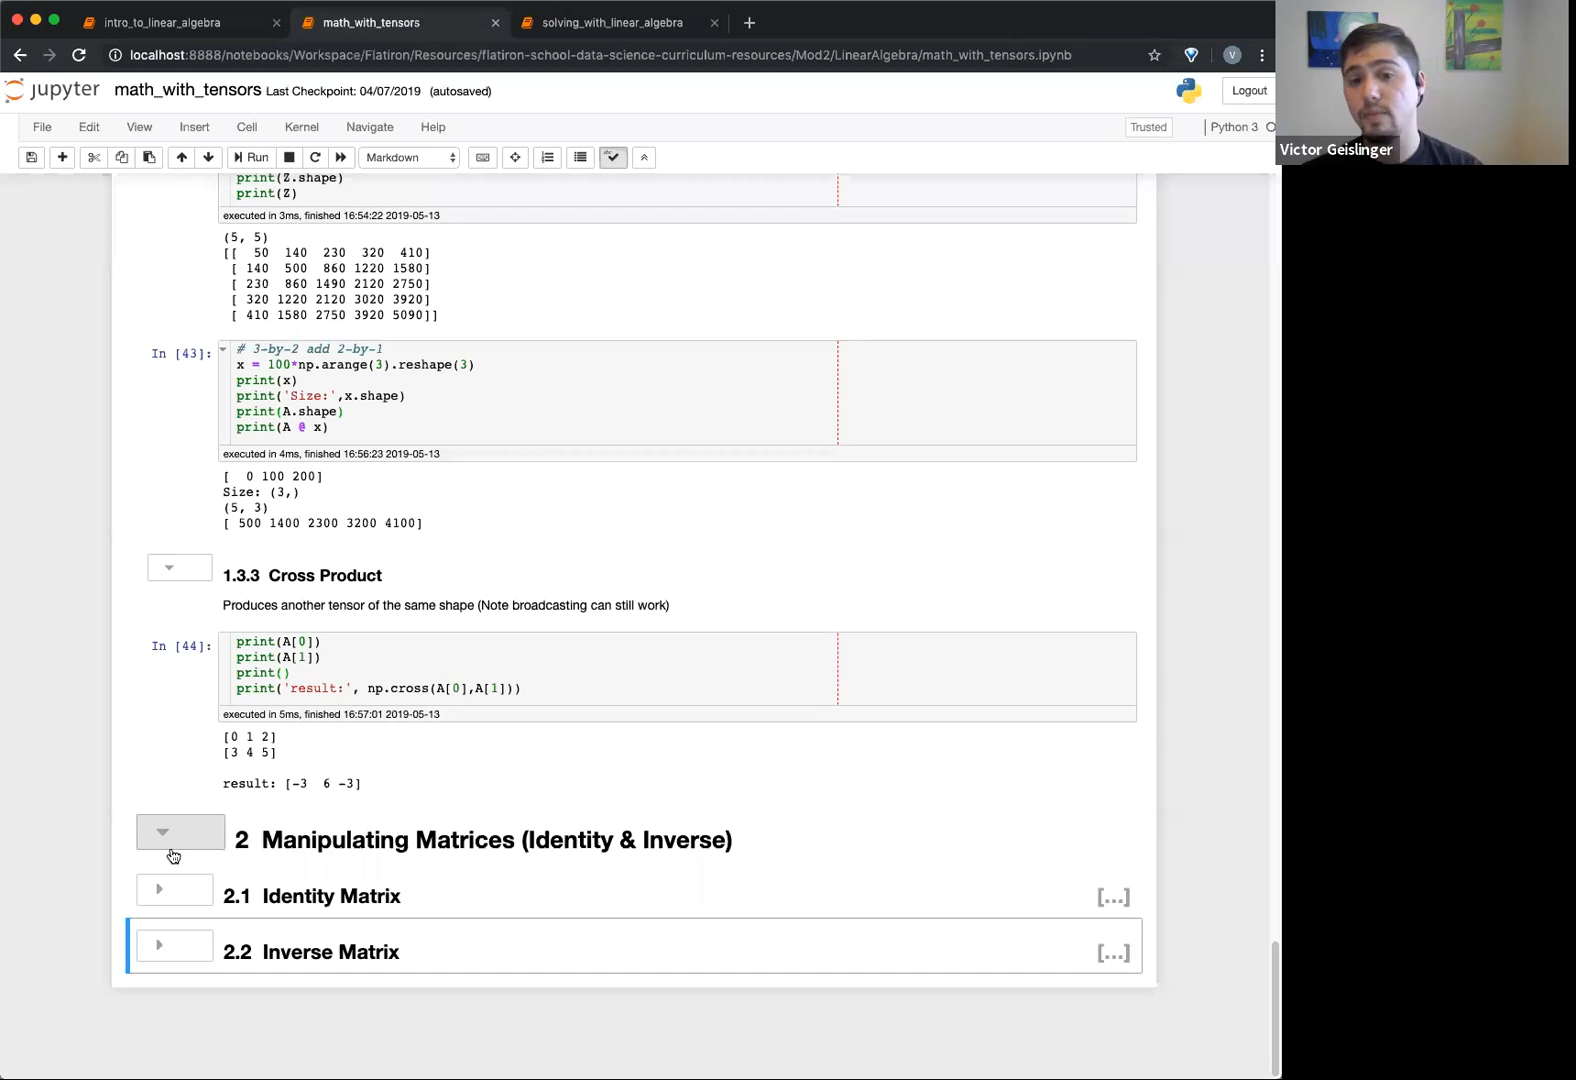 intro_to_linear_algebra
math_with_tensors
solving_with_linear_algebra
localhost:8888/notebooks/Workspace/Flatiron/Resources/flatiron-school-data-science-curriculum-resources/Mod2/LinearAlgebra/math_with_tensors.ipynb
V
jupyter math_with_tensors Last Checkpoint: 04/07/2019 (autosaved)
Logout
File Edit View Insert Cell Kernel Navigate Help
Trusted
Python 3
Run
Markdown
Victor Geislinger
print(Z.shape)
print(Z)
executed in 3ms, finished 16:54:22 2019-05-13
(5, 5)
[[ 50 140 230 320 410]
[ 140 500 860 1220 1580]
[ 230 860 1490 2120 2750]
[ 320 1220 2120 3020 3920]
[ 410 1580 2750 3920 5090]]
In [43]:
# 3-by-2 add 2-by-1
x = 100*np.arange(3).reshape(3)
print(x)
print('Size:',x.shape)
print(A.shape)
print(A @ x)
executed in 4ms, finished 16:56:23 2019-05-13
[ 0 100 200]
Size: (3,)
(5, 3)
[ 500 1400 2300 3200 4100]
1.3.3 Cross Product
Produces another tensor of the same shape (Note broadcasting can still work)
In [44]:
print(A[0])
print(A[1])
print()
print('result:', np.cross(A[0],A[1]))
executed in 5ms, finished 16:57:01 2019-05-13
[0 1 2]
[3 4 5]
result: [-3 6 -3]
2 Manipulating Matrices (Identity & Inverse)
2.1 Identity Matrix
[...]
2.2 Inverse Matrix
[...]